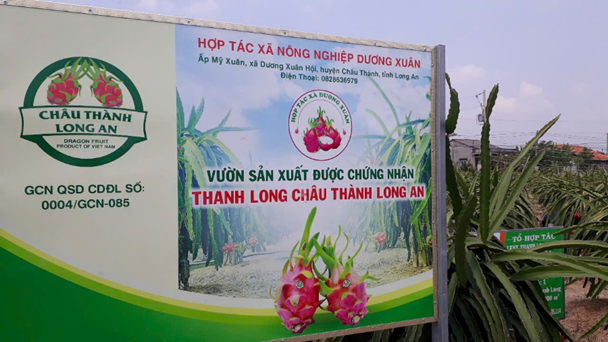 HỢP TÁC XÃ NÔNG NGHIỆP DƯƠNG XUÂN
Ấp Mỹ Xuân, xã Dương Xuân Hội, huyện Châu Thành, tỉnh Long An
Điện Thoại: 0828636979
HỢP TÁC XÃ DƯƠNG XUÂN
CHÂU THÀNH
LONG AN
DRAGON FRUIT
PRODUCT OF VIET NAM
GCN QSD CDĐL SỐ:
0004/GCN-085
VƯỜN SẢN XUẤT ĐƯỢC CHỨNG NHẬN
THANH LONG CHÂU THÀNH LONG AN
TỔ HỢP TÁC